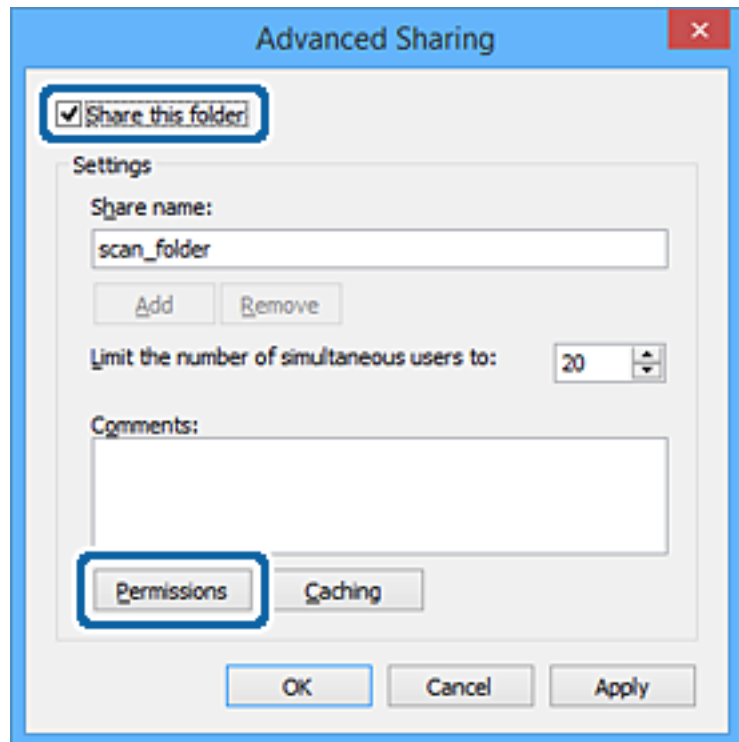 Advanced Sharing
Share this folder
Settings
Share name:
scan_folder
Add Remove
Limit the number of simultaneous users to: 20
Comments:
Permissions Caching
OK Cancel Apply